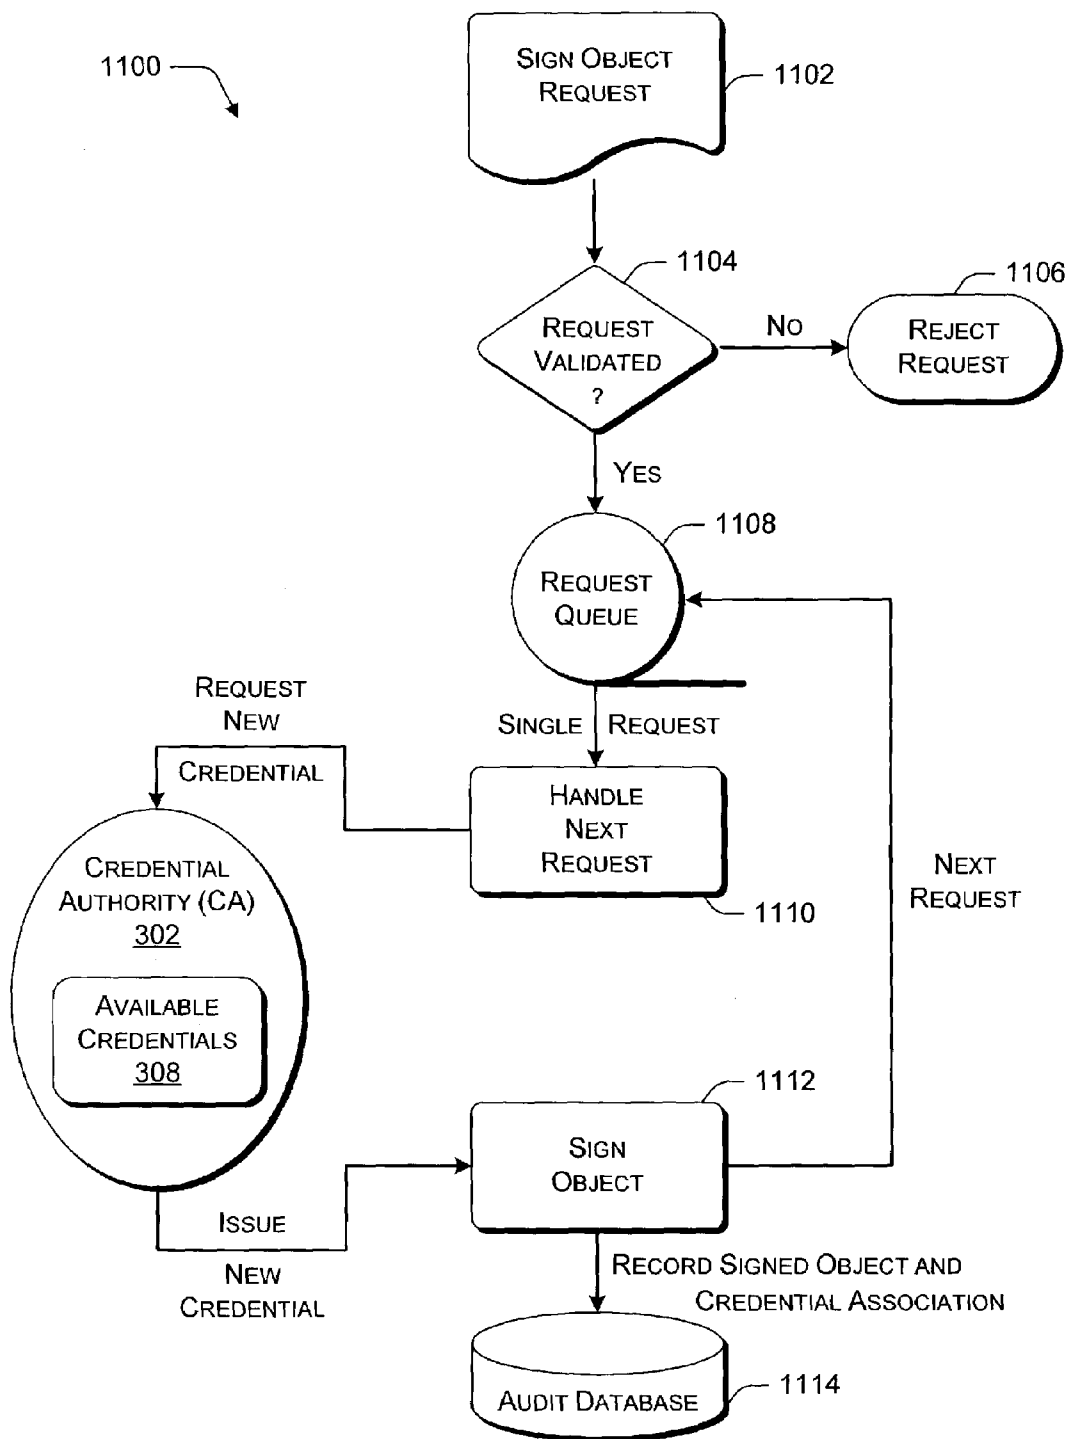 1100
SIGN OBJECT
REQUEST
1102
1104
REQUEST
VALIDATED
?
NO
1106
REJECT
REQUEST
YES
1108
REQUEST
QUEUE
SINGLE REQUEST
REQUEST
NEW
CREDENTIAL
HANDLE
NEXT
REQUEST
1110
NEXT
REQUEST
CREDENTIAL
AUTHORITY (CA)
302
AVAILABLE
CREDENTIALS
308
1112
SIGN
OBJECT
ISSUE
NEW
CREDENTIAL
RECORD SIGNED OBJECT AND
CREDENTIAL ASSOCIATION
AUDIT DATABASE
1114